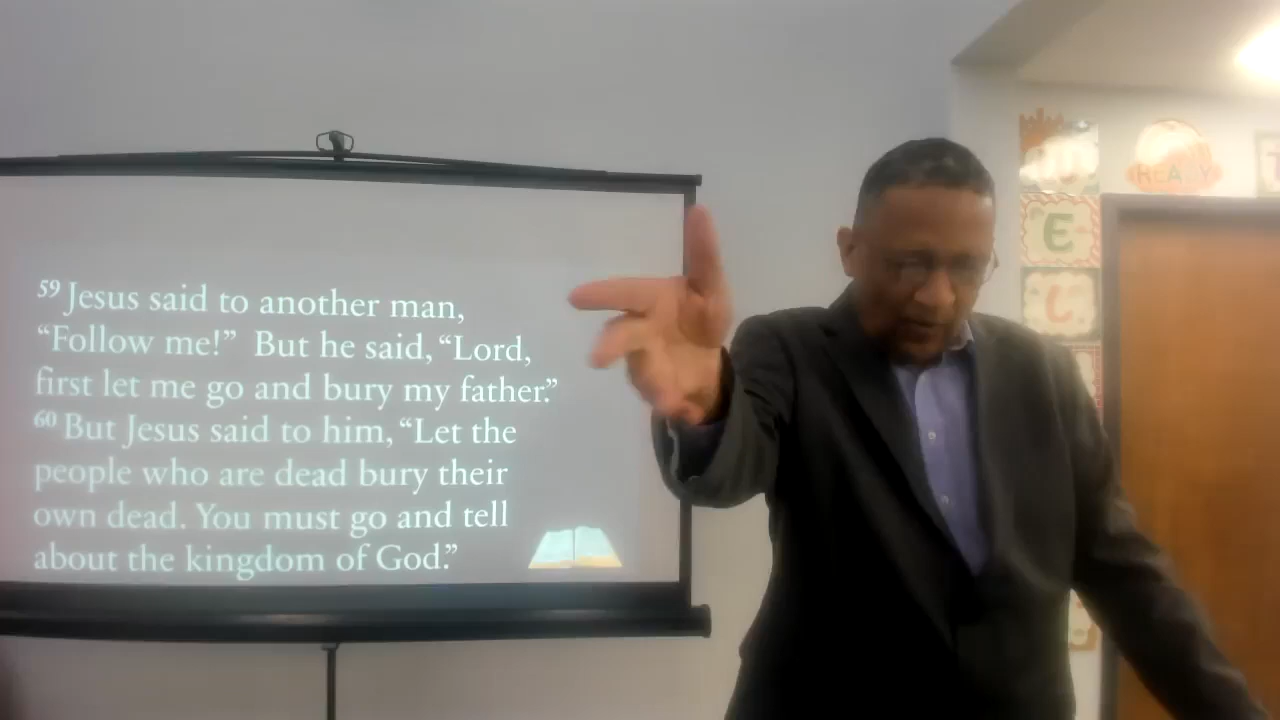 59 Jesus said to another man,
“Follow me!” But he said, “Lord,
first let me go and bury my father.”
60 But Jesus said to him, “Let the
people who are dead bury their
own dead. You must go and tell
about the kingdom of God.”
READY
E
C